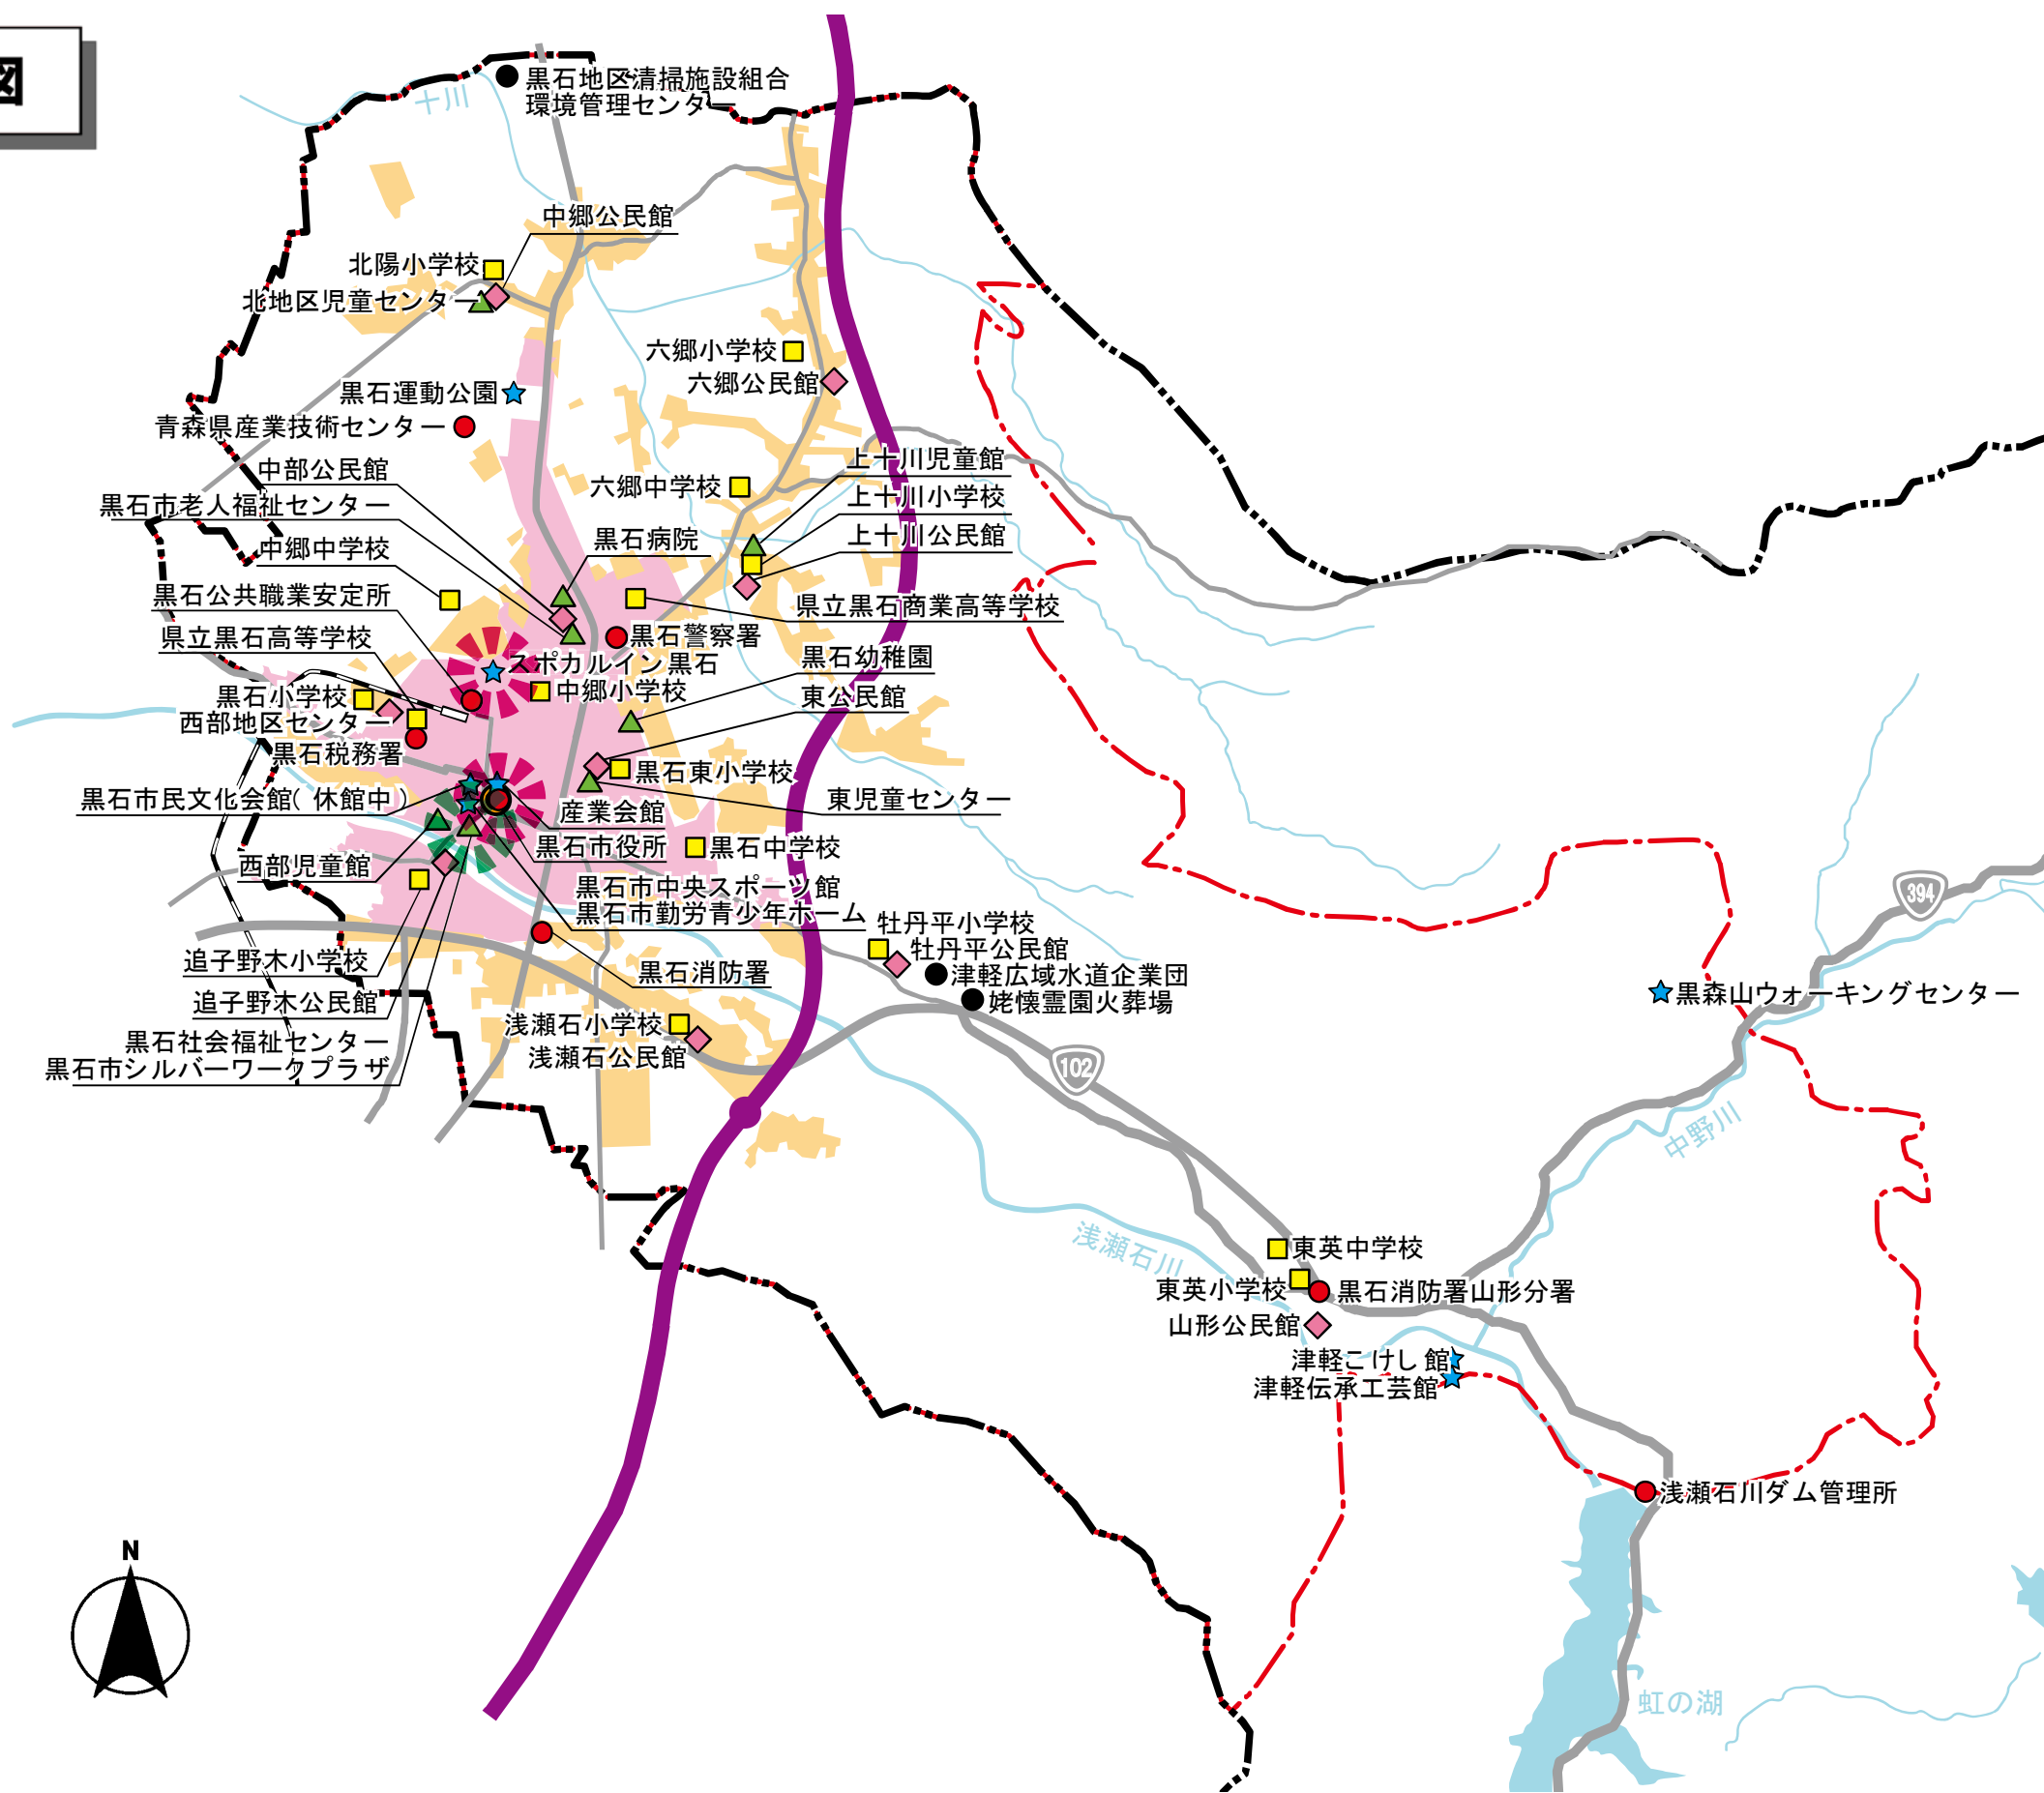 図
十川
黒石地区清掃施設組合
環境管理センター
中郷公民館
北陽小学校
北地区児童センター
六郷小学校
六郷公民館
黒石運動公園
青森県産業技術センター
中部公民館
上十川児童館
六郷中学校
上十川小学校
黒石市老人福祉センター
上十川公民館
黒石病院
中郷中学校
黒石公共職業安定所
県立黒石商業高等学校
県立黒石高等学校
黒石警察署
スポカルイン黒石
黒石幼稚園
黒石小学校
中郷小学校
東公民館
西部地区センター
黒石税務署
黒石東小学校
黒石市民文化会館(休館中)
東児童センター
産業会館
黒石市役所
黒石中学校
西部児童館
黒石市中央スポーツ館
黒石市勤労青少年ホーム
394
牡丹平小学校
牡丹平公民館
追子野木小学校
黒石消防署
津軽広域水道企業団
姥懐霊園火葬場
黒森山ウォーキングセンター
追子野木公民館
浅瀬石小学校
浅瀬石公民館
黒石社会福祉センター
黒石市シルバーワークプラザ
102
中野川
浅瀬石川
東英中学校
東英小学校
黒石消防署山形分署
山形公民館
津軽こけし館
津軽伝承工芸館
浅瀬石川ダム管理所
N
虹の湖